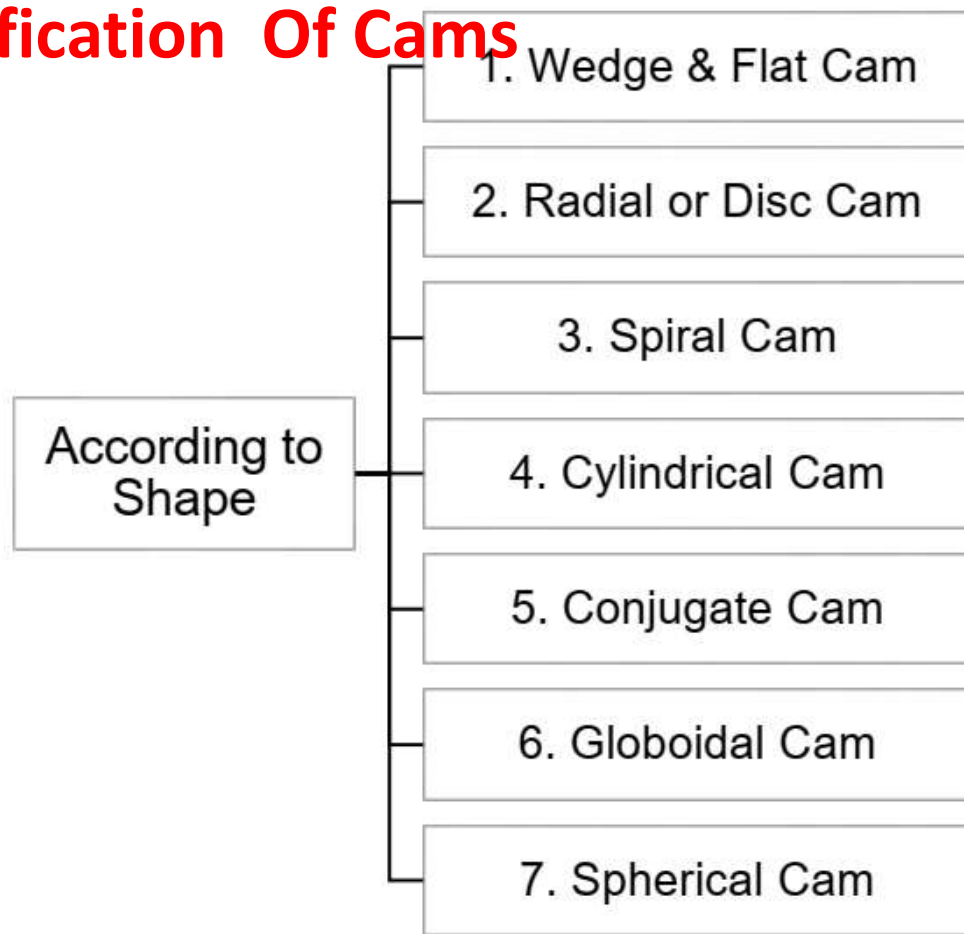 fication Of Cams
1. Wedge & Flat Cam
2. Radial or Disc Cam
3. Spiral Cam
According to
Shape
4. Cylindrical Cam
5. Conjugate Cam
6. Globoidal Cam
7. Spherical Cam